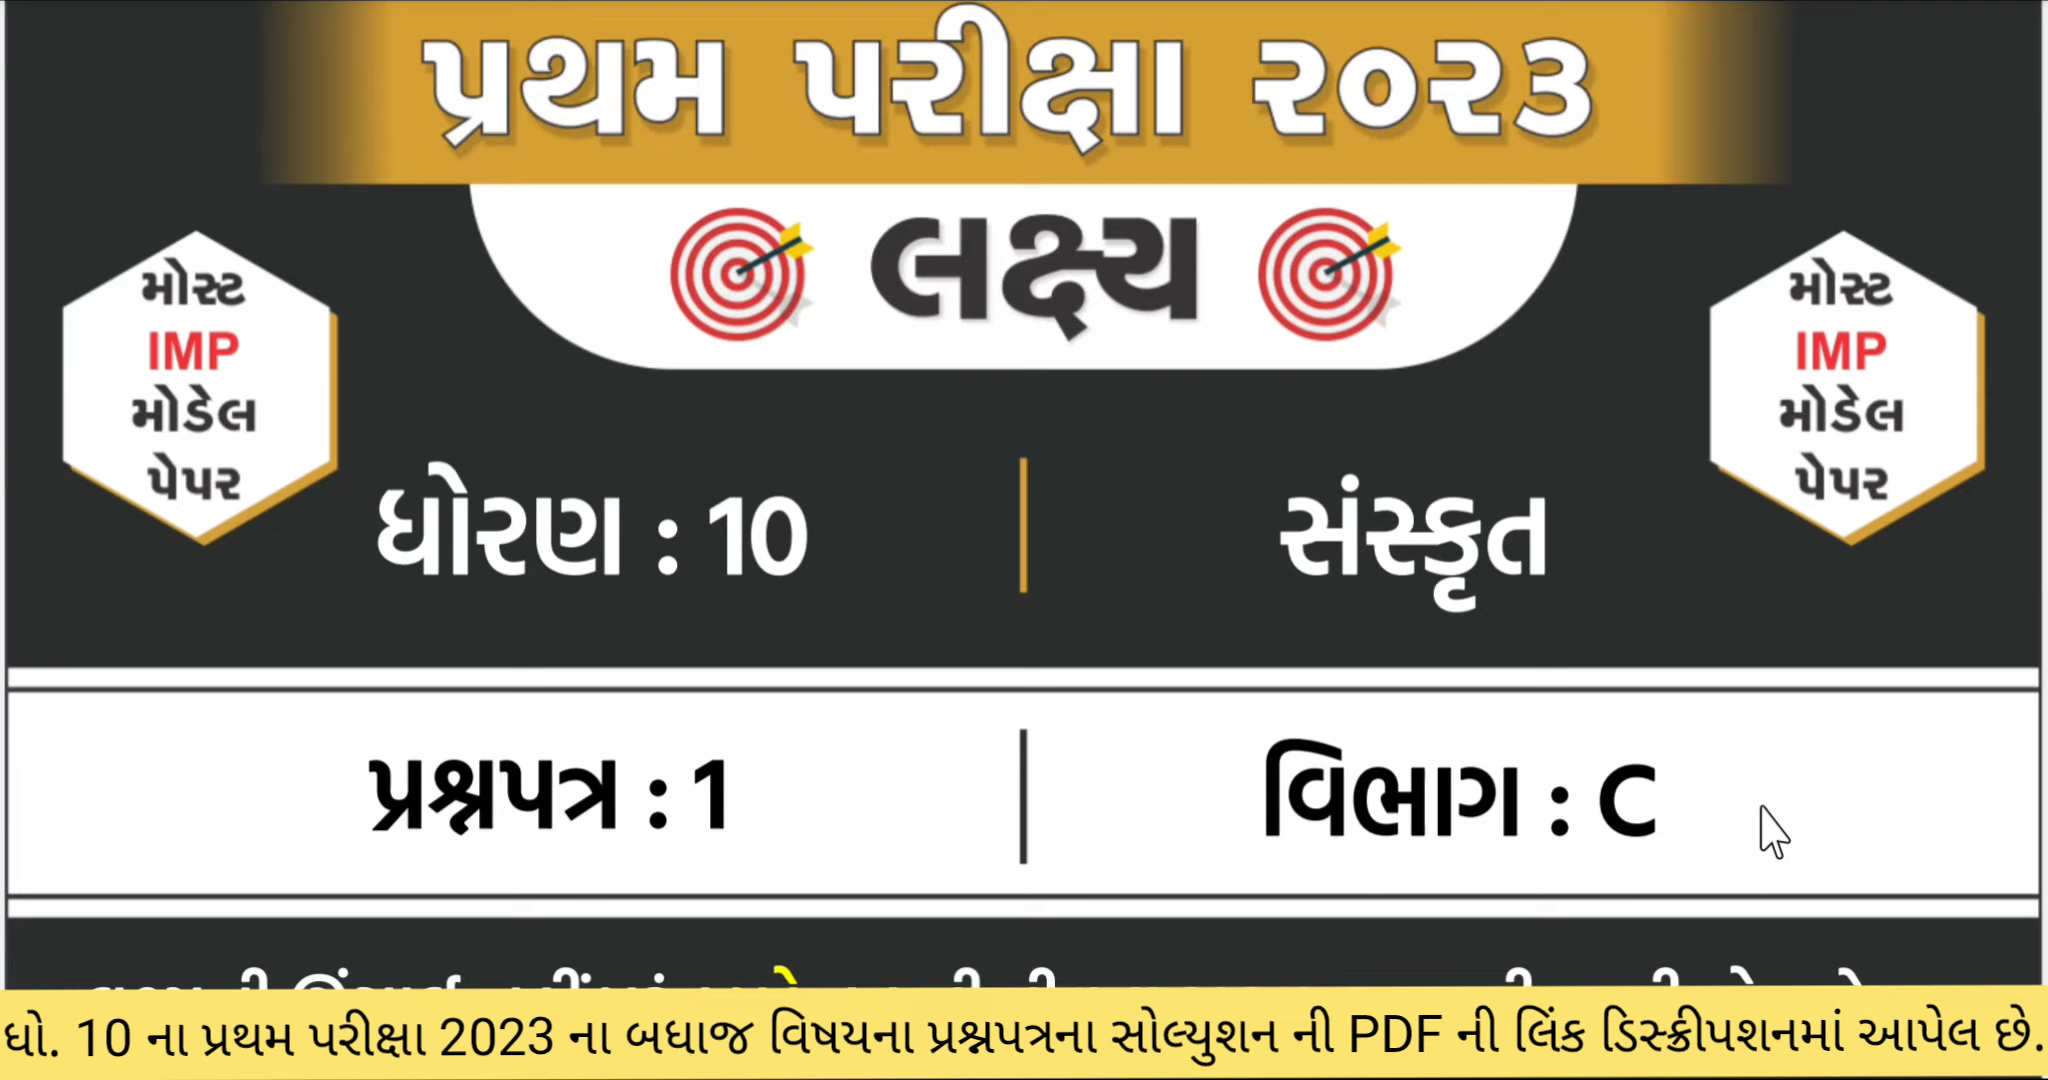 પ્રથમ પરીક્ષા ૨૦૨૩
લક્ષ્ય
મોસ્ટ
IMP
મોડેલ
પેપર
મોસ્ટ
IMP
મોડેલ
પેપર
ધોરણ : 10
સંસ્કૃત
પ્રશ્નપત્ર : 1
વિભાગ : C
ધો. 10 ના પ્રથમ પરીક્ષા 2023 ના બધાજ વિષયના પ્રશ્નપત્રના સોલ્યુશન ની PDF ની લિંક ડિસ્ક્રીપશનમાં આપેલ છે.